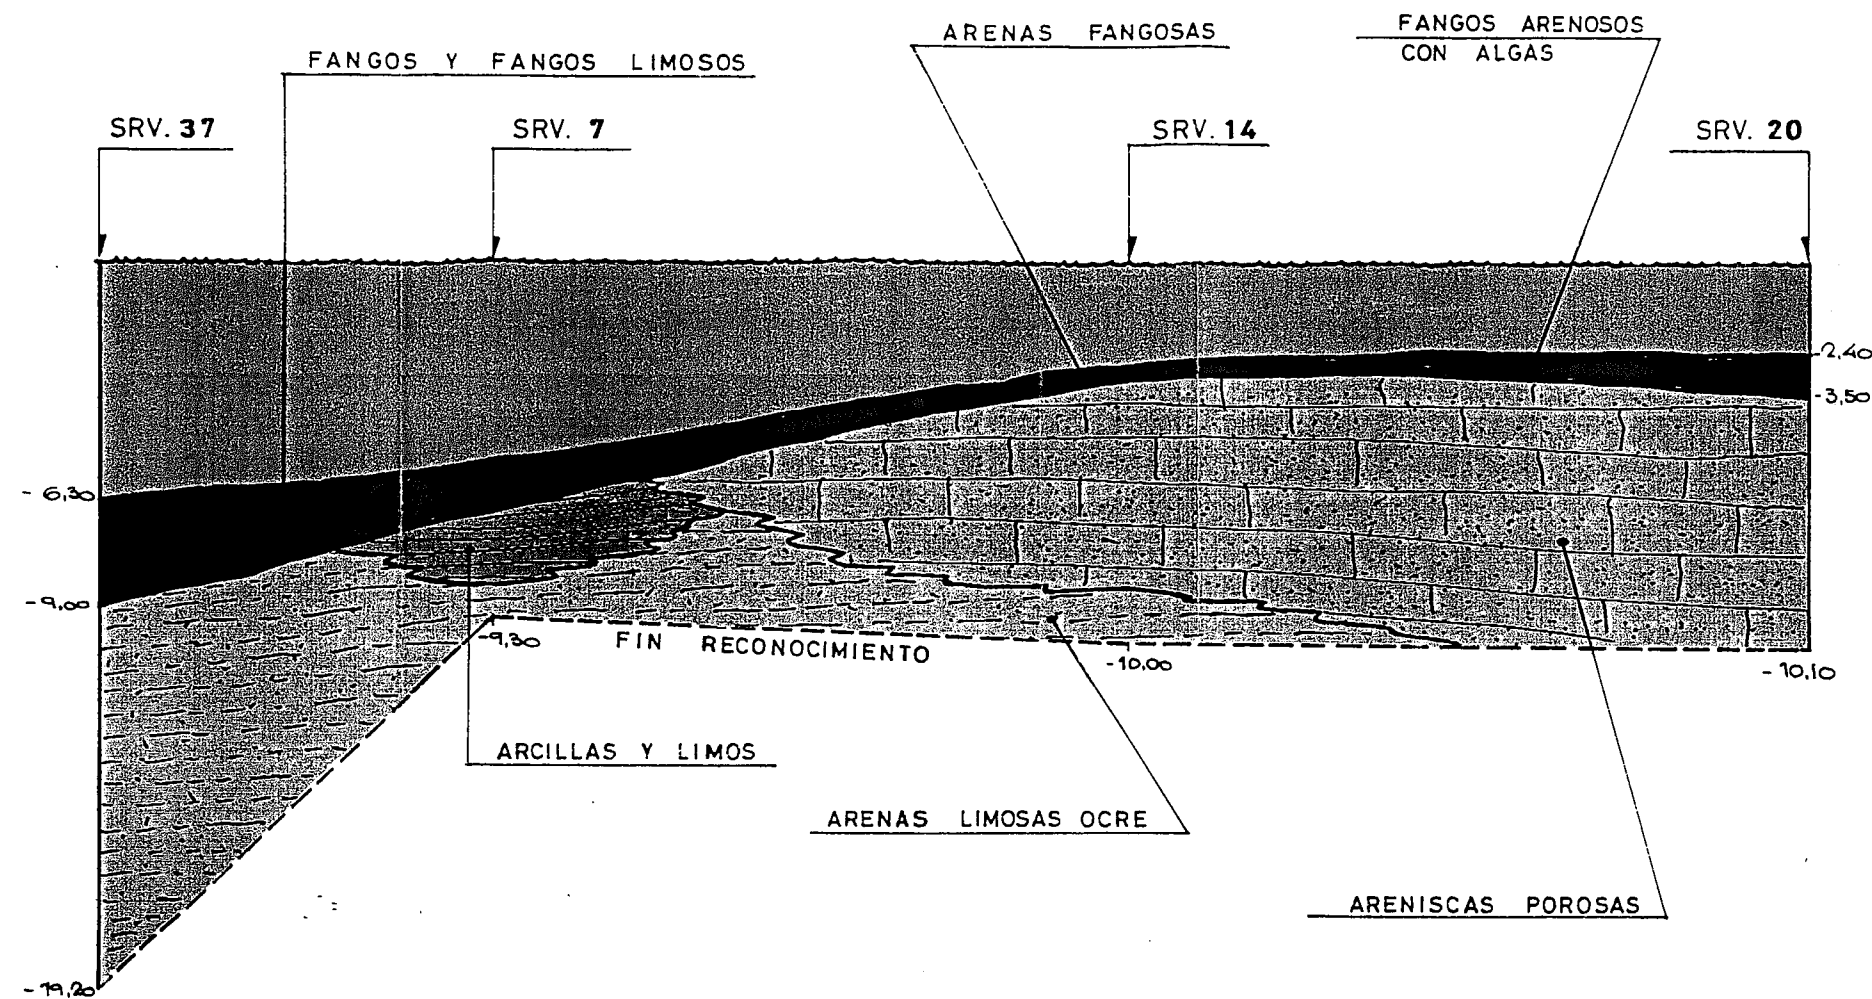 ARENAS FANGOSAS
FANGOS ARENOSOS
CON ALGAS
FANGOS Y FANGOS LIMOSOS
SRV. 37
SRV. 7
SRV. 14
SRV. 20
-2,40
-3,50
-6,30
-9,00
-9,30
FIN RECONOCIMIENTO
-10,00
-10,10
ARCILLAS Y LIMOS
ARENAS LIMOSAS OCRE
ARENISCAS POROSAS
-19,20